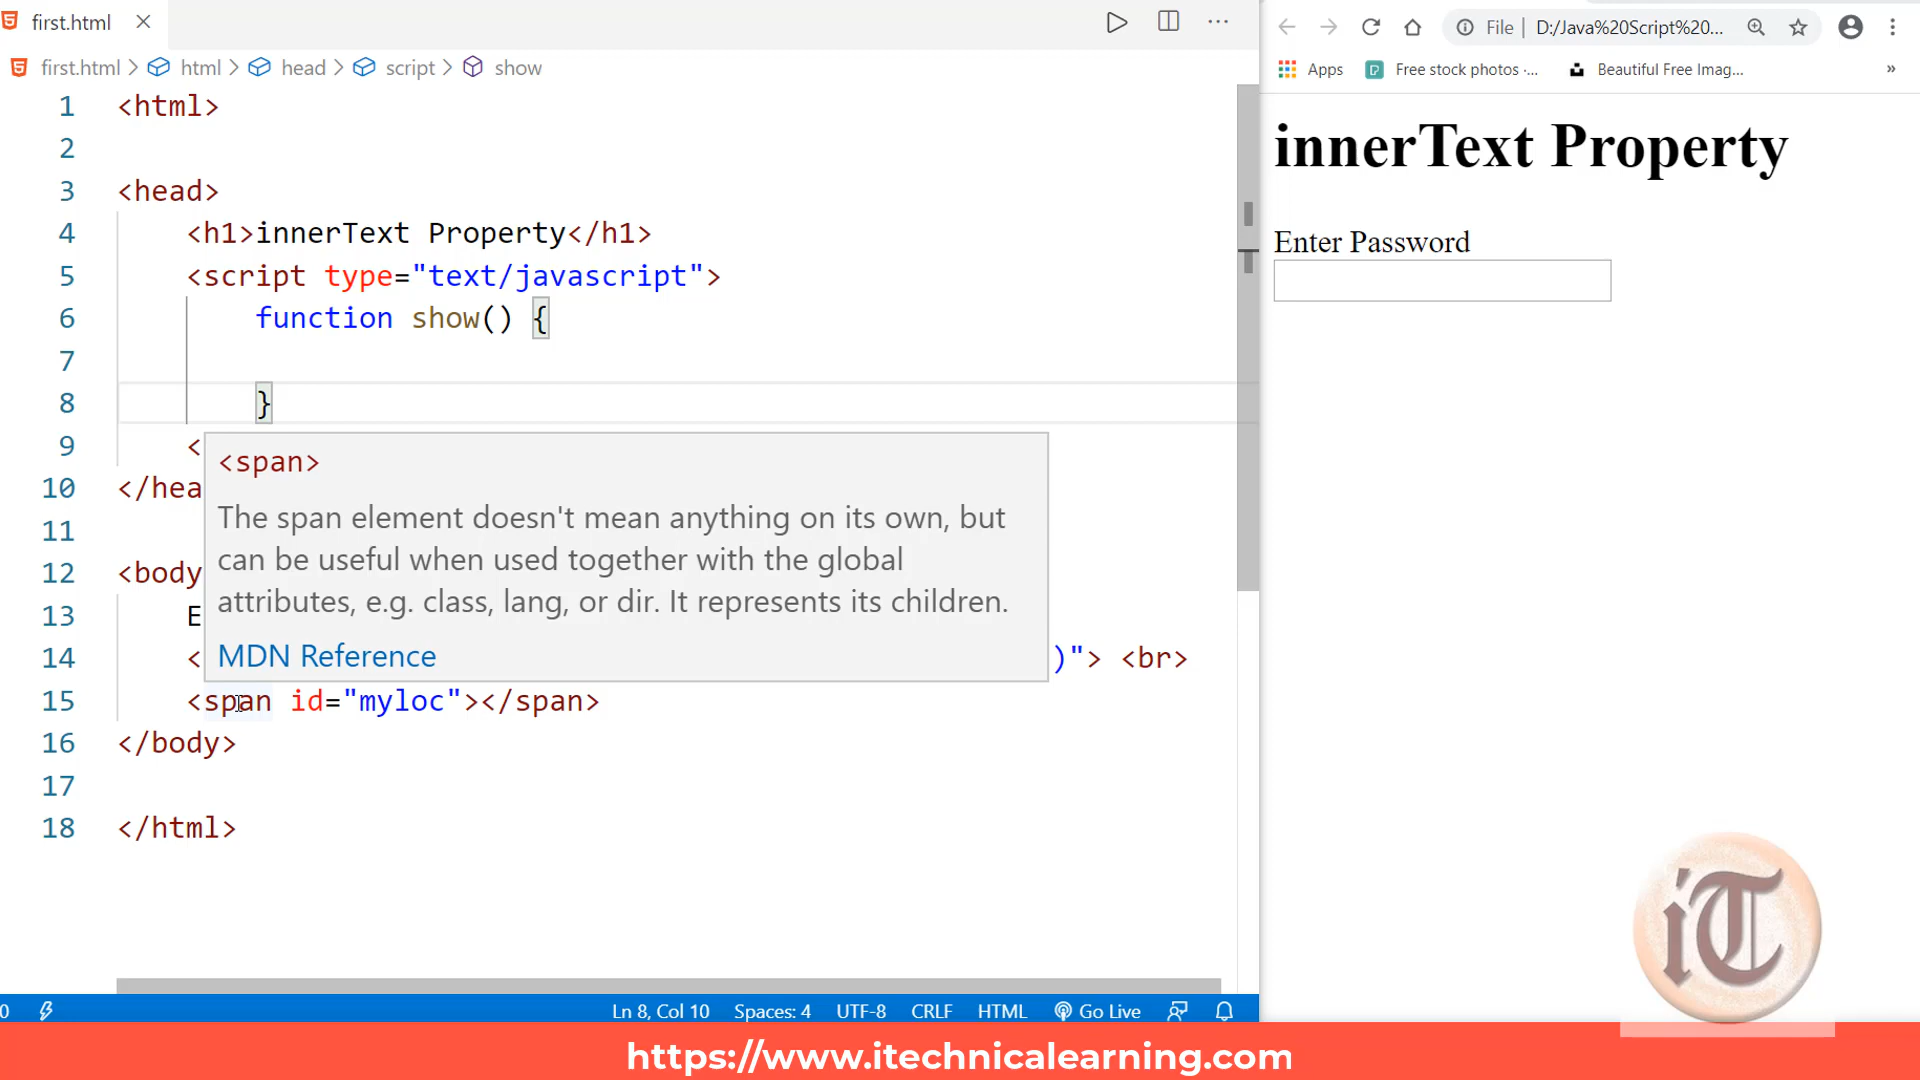 first.html
first.html > html > head > script > show
1 <html>
2
3 <head>
4 <h1>innerText Property</h1>
5 <script type="text/javascript">
6 function show() {
7
8 }
9 <
10 </hea
11
12 <body
13 E
14 < )"> <br>
15 <span id="myloc"></span>
16 </body>
17
18 </html>
<span>
The span element doesn't mean anything on its own, but
can be useful when used together with the global
attributes, e.g. class, lang, or dir. It represents its children.
MDN Reference
0 Ln 8, Col 10 Spaces: 4 UTF-8 CRLF HTML Go Live
File | D:/Java%20Script%20...
Apps Free stock photos ·... Beautiful Free Imag... »
innerText Property
Enter Password
iT
https://www.itechnicalearning.com